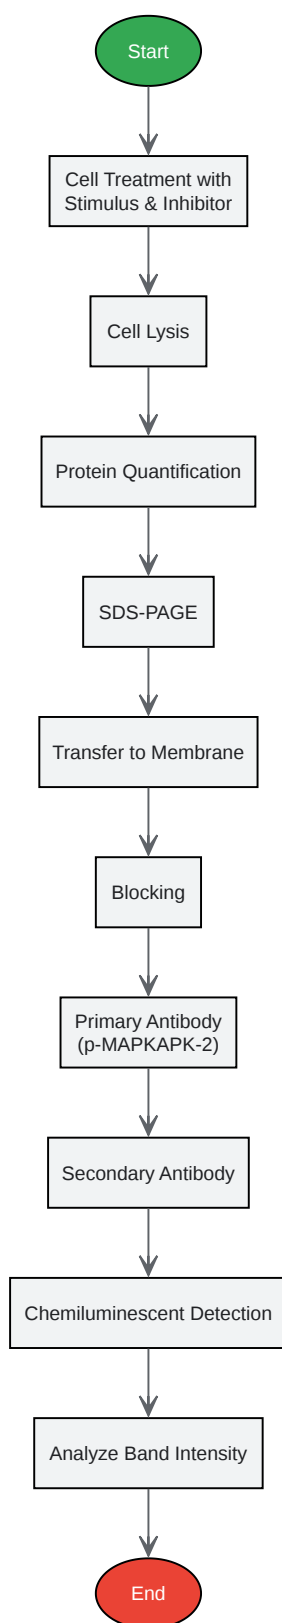 Start
Cell Treatment with
Stimulus & Inhibitor
Cell Lysis
Protein Quantification
SDS-PAGE
Transfer to Membrane
Blocking
Primary Antibody
(p-MAPKAPK-2)
Secondary Antibody
Chemiluminescent Detection
Analyze Band Intensity
End